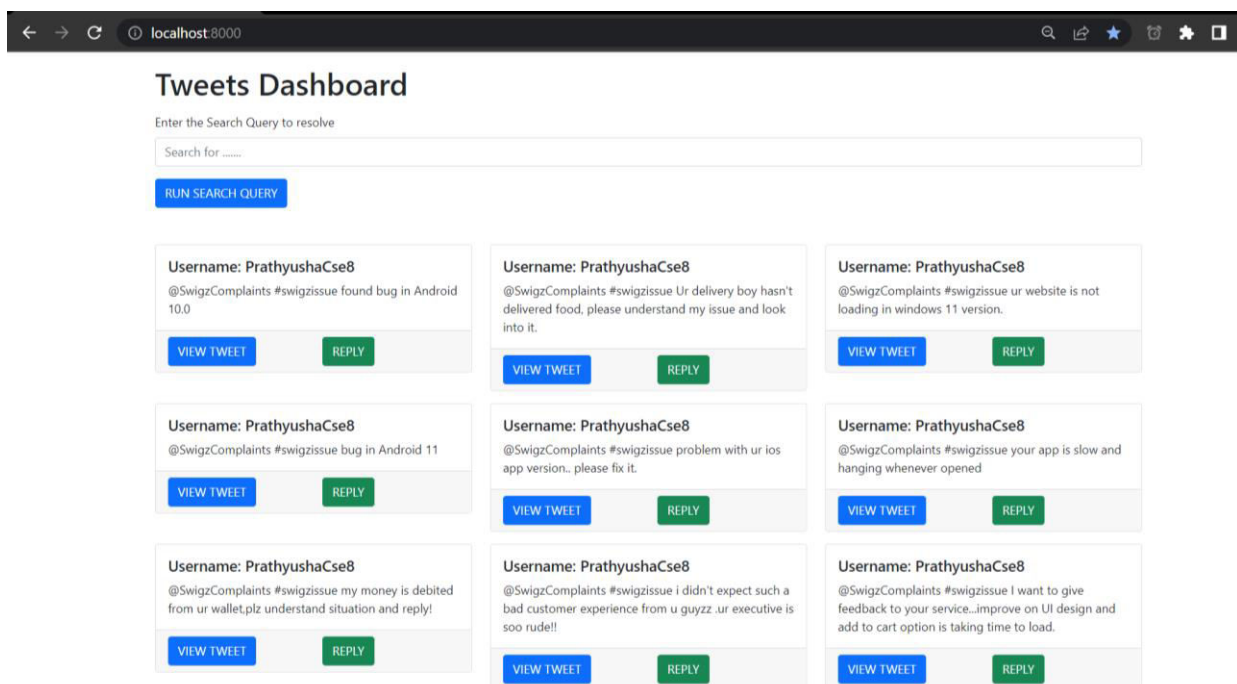 localhost:8000
Tweets Dashboard
Enter the Search Query to resolve
Search for .......
RUN SEARCH QUERY
Username: PrathyushaCse8
@SwigzComplaints #swigzissue found bug in Android
10.0
VIEW TWEET REPLY
Username: PrathyushaCse8
@SwigzComplaints #swigzissue Ur delivery boy hasn't
delivered food, please understand my issue and look
into it.
VIEW TWEET REPLY
Username: PrathyushaCse8
@SwigzComplaints #swigzissue ur website is not
loading in windows 11 version.
VIEW TWEET REPLY
Username: PrathyushaCse8
@SwigzComplaints #swigzissue bug in Android 11
VIEW TWEET REPLY
Username: PrathyushaCse8
@SwigzComplaints #swigzissue problem with ur ios
app version.. please fix it.
VIEW TWEET REPLY
Username: PrathyushaCse8
@SwigzComplaints #swigzissue your app is slow and
hanging whenever opened
VIEW TWEET REPLY
Username: PrathyushaCse8
@SwigzComplaints #swigzissue my money is debited
from ur wallet,plz understand situation and reply!
VIEW TWEET REPLY
Username: PrathyushaCse8
@SwigzComplaints #swigzissue i didn't expect such a
bad customer experience from u guyzz .ur executive is
soo rude!!
VIEW TWEET REPLY
Username: PrathyushaCse8
@SwigzComplaints #swigzissue I want to give
feedback to your service...improve on UI design and
add to cart option is taking time to load.
VIEW TWEET REPLY